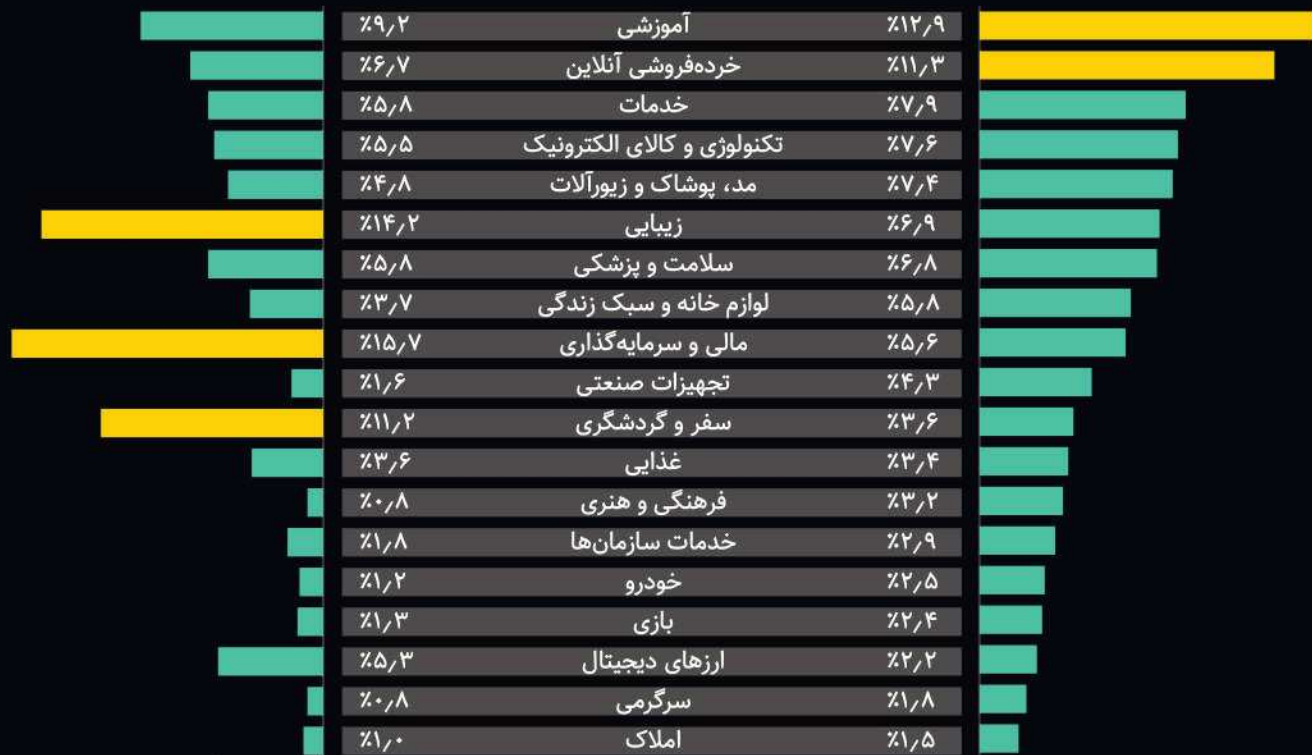 ٪۱۲٫۹ آموزشی ٪۹٫۲
٪۱۱٫۳ خرده‌فروشی آنلاین ٪۶٫۷
٪۷٫۹ خدمات ٪۵٫۸
٪۷٫۶ تکنولوژی و کالای الکترونیک ٪۵٫۵
٪۷٫۴ مد، پوشاک و زیورآلات ٪۴٫۸
٪۶٫۹ زیبایی ٪۱۴٫۲
٪۶٫۸ سلامت و پزشکی ٪۵٫۸
٪۵٫۸ لوازم خانه و سبک زندگی ٪۳٫۷
٪۵٫۶ مالی و سرمایه‌گذاری ٪۱۵٫۷
٪۴٫۳ تجهیزات صنعتی ٪۱٫۶
٪۳٫۶ سفر و گردشگری ٪۱۱٫۲
٪۳٫۴ غذایی ٪۳٫۶
٪۳٫۲ فرهنگی و هنری ٪۰٫۸
٪۲٫۹ خدمات سازمان‌ها ٪۱٫۸
٪۲٫۵ خودرو ٪۱٫۲
٪۲٫۴ بازی ٪۱٫۳
٪۲٫۲ ارزهای دیجیتال ٪۵٫۳
٪۱٫۸ سرگرمی ٪۰٫۸
٪۱٫۵ املاک ٪۱٫۰